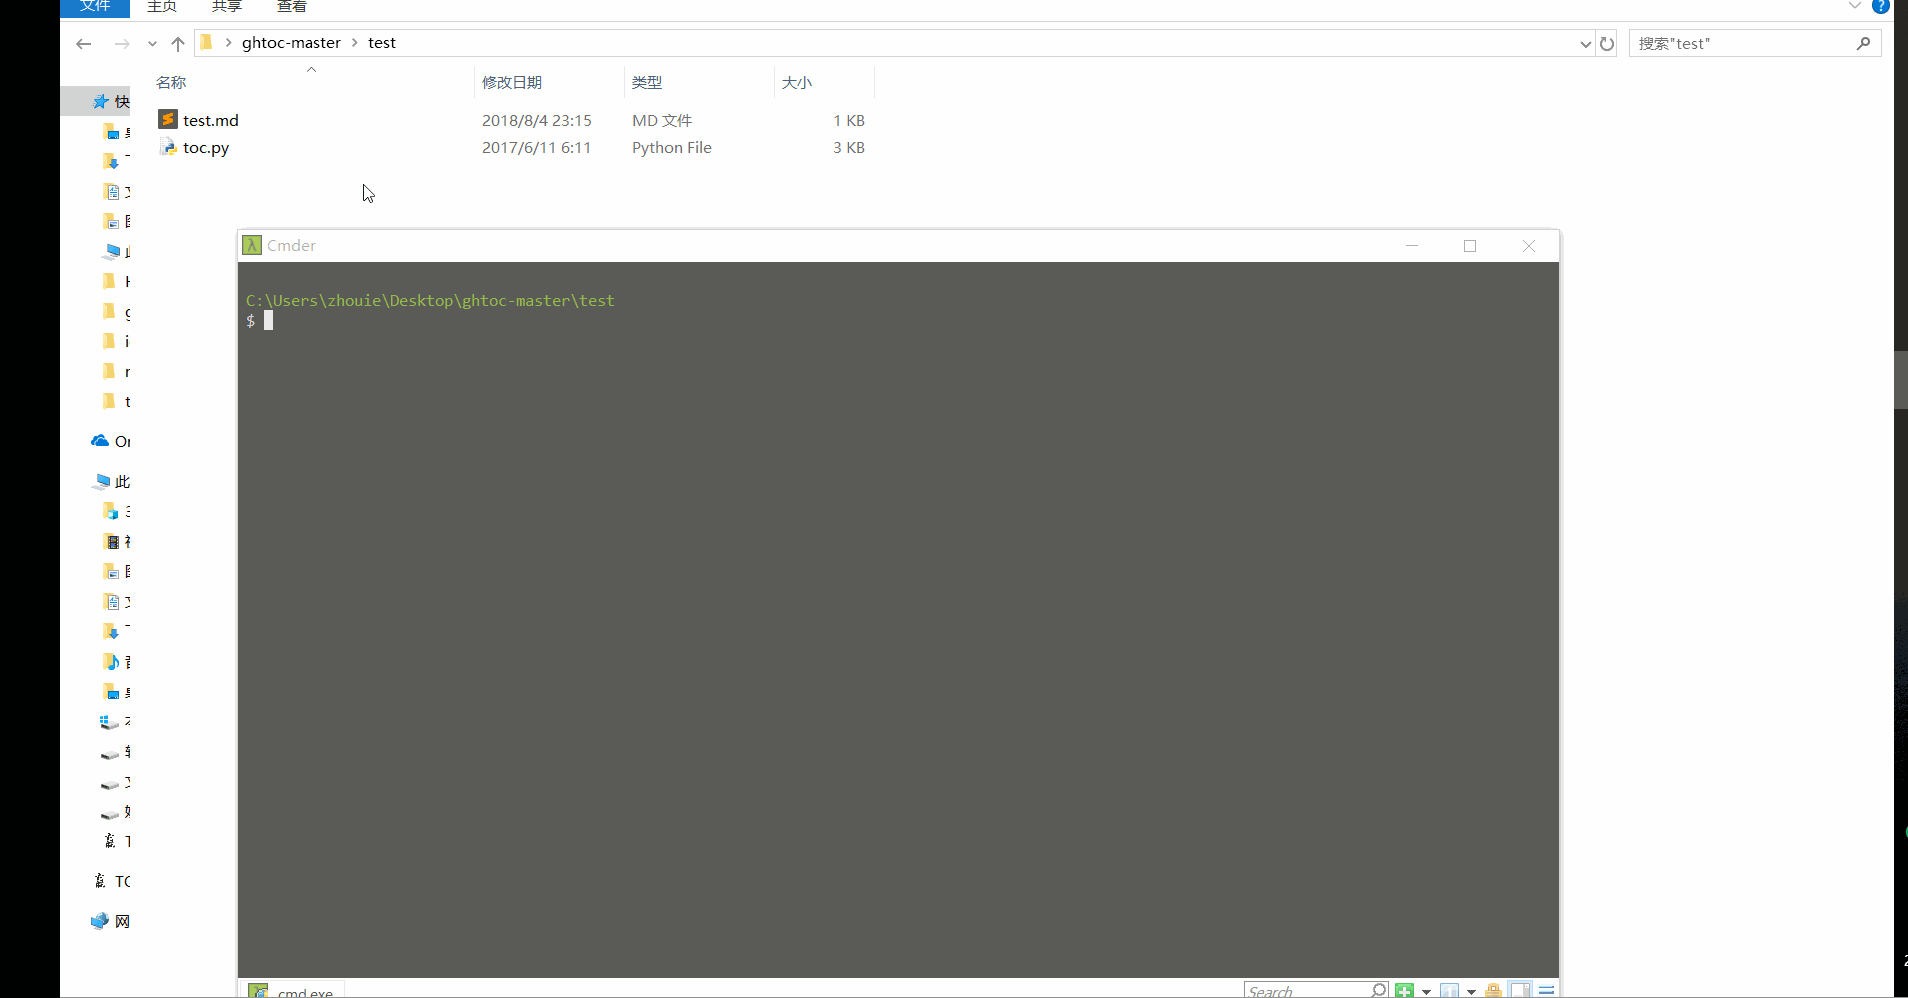 文件 主页 共享 查看
ghtoc-master test
搜索"test"
名称 修改日期 类型 大小
test.md 2018/8/4 23:15 MD 文件 1 KB
toc.py 2017/6/11 6:11 Python File 3 KB
快
此
网
Cmder
C:\Users\zhouie\Desktop\ghtoc-master\test
$
cmd.exe
Search